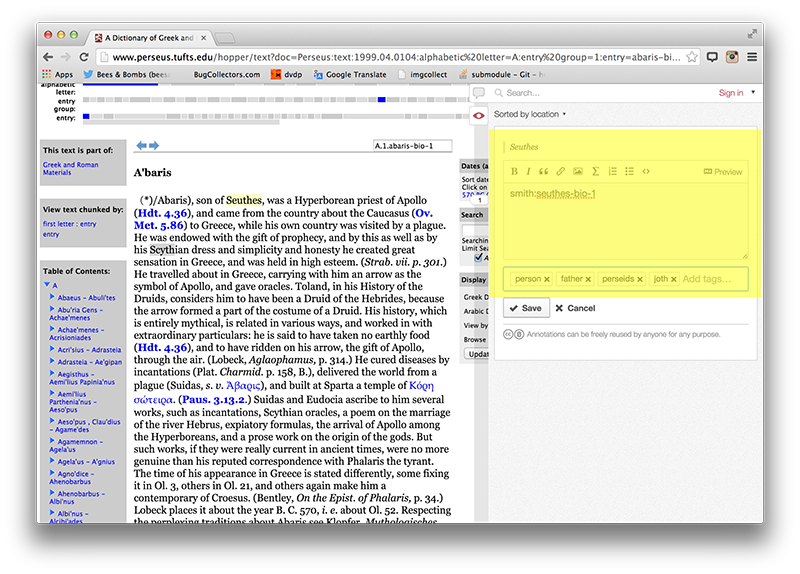 A Dictionary of Greek and
www.perseus.tufts.edu/hopper/text?doc=Perseus:text:1999.04.0104:alphabetic%20letter=A:entry%20group=1:entry=abaris-bi...
Apps
Bees & Bombs (bees
BugCollectors.com
dvdp
Google Translate
imgcollect
submodule - Git - h
alphabetic
letter:
entry
group:
entry:
Search...
Sign in
Sorted by location
This text is part of:
Greek and Roman
Materials
View text chunked by:
first letter : entry
entry
Table of Contents:
A
Abaeus - Abuli'tes
Abu'ria Gens -
Achae'menes
Achae'menes -
Acrisioniades
Acri'sius - Adrasteia
Adrasteia - Ae'gipan
Aegisthus -
Aemi'lius Papinia'nus
Aemi'lius
Parthenia'nus -
Aeso'pus
Aeso'pus , Clau'dius
- Agame'des
Agamemnon -
Agela'us
Agela'us - A'gnius
Agno'dice -
Ahenobarbus
Ahenobarbus -
Albi'nus
Albi'nus -
Alcibi'ades
A.1.abaris-bio-1
A'baris
(*)/Abaris), son of Seuthes, was a Hyperborean priest of Apollo
(Hdt. 4.36), and came from the country about the Caucasus (Ov.
Met. 5.86) to Greece, while his own country was visited by a plague.
He was endowed with the gift of prophecy, and by this as well as by
his Scythian dress and simplicity and honesty he created great
sensation in Greece, and was held in high esteem. (Strab. vii. p. 301.)
He travelled about in Greece, carrying with him an arrow as the
symbol of Apollo, and gave oracles. Toland, in his History of the
Druids, considers him to have been a Druid of the Hebrides, because
the arrow formed a part of the costume of a Druid. His history, which
is entirely mythical, is related in various ways, and worked in with
extraordinary particulars: he is said to have taken no earthly food
(Hdt. 4.36), and to have ridden on his arrow, the gift of Apollo,
through the air. (Lobeck, Aglaophamus, p. 314.) He cured diseases by
incantations (Plat. Charmid. p. 158, B.), delivered the world from a
plague (Suidas, s. v. Ἄβαρις), and built at Sparta a temple of Κόρη
σώτειρα. (Paus. 3.13.2.) Suidas and Eudocia ascribe to him several
works, such as incantations, Scythian oracles, a poem on the marriage
of the river Hebrus, expiatory formulas, the arrival of Apollo among
the Hyperboreans, and a prose work on the origin of the gods. But
such works, if they were really current in ancient times, were no more
genuine than his reputed correspondence with Phalaris the tyrant.
The time of his appearance in Greece is stated differently, some fixing
it in Ol. 3, others in Ol. 21, and others again make him a
contemporary of Croesus. (Bentley, On the Epist. of Phalaris, p. 34.)
Lobeck places it about the year B. C. 570, i. e. about Ol. 52. Respecting
the perplexing traditions about Abaris see Klopfer, Mythologisches
Dates (a
Sort dat
Click on
570 BC
1
Search
Searching
Limit Sea
A
Display
Greek D
Arabic D
View by
Browse
Updat
Seuthes
B I
Σ
Preview
smith:seuthes-bio-1
person × father × perseids × joth × Add tags...
Save
Cancel
cc Annotations can be freely reused by anyone for any purpose.